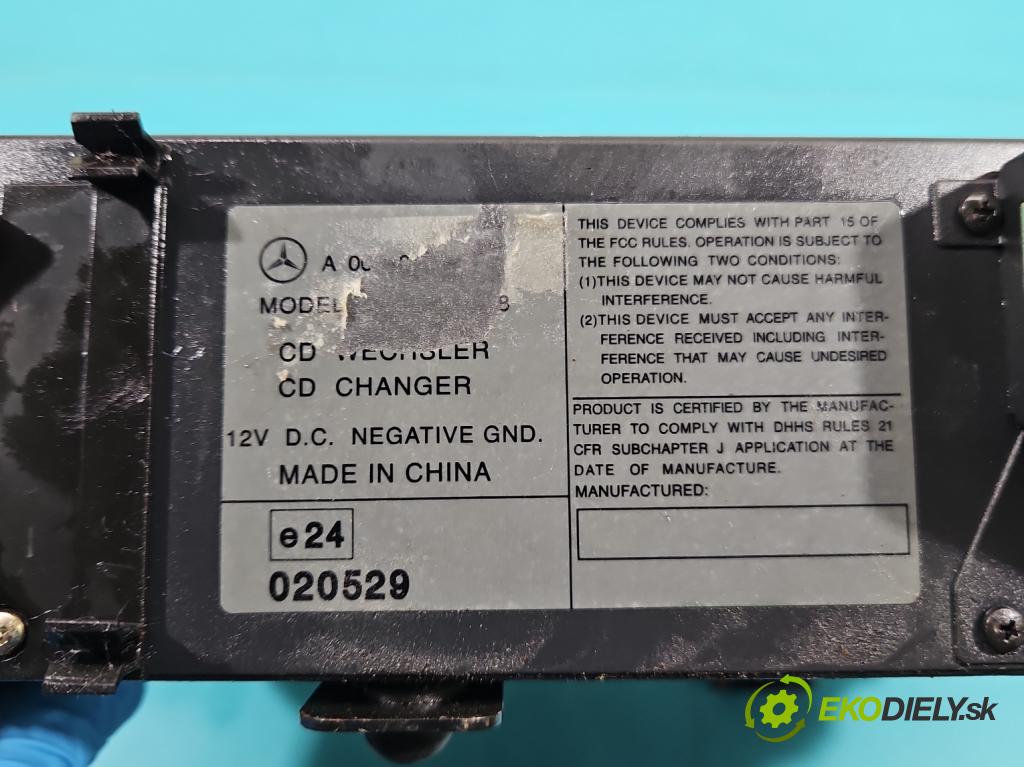 A
MODEL
CD WECHSLER
CD CHANGER
12V D.C. NEGATIVE GND.
MADE IN CHINA
e24
020529
THIS DEVICE COMPLIES WITH PART 15 OF
THE FCC RULES. OPERATION IS SUBJECT TO
THE FOLLOWING TWO CONDITIONS:
(1)THIS DEVICE MAY NOT CAUSE HARMFUL
INTERFERENCE.
(2)THIS DEVICE MUST ACCEPT ANY INTER-
FERENCE RECEIVED INCLUDING INTER-
FERENCE THAT MAY CAUSE UNDESIRED
OPERATION.
PRODUCT IS CERTIFIED BY THE MANUFAC-
TURER TO COMPLY WITH DHHS RULES 21
CFR SUBCHAPTER J APPLICATION AT THE
DATE OF MANUFACTURE.
MANUFACTURED:
EKODIELY.sk